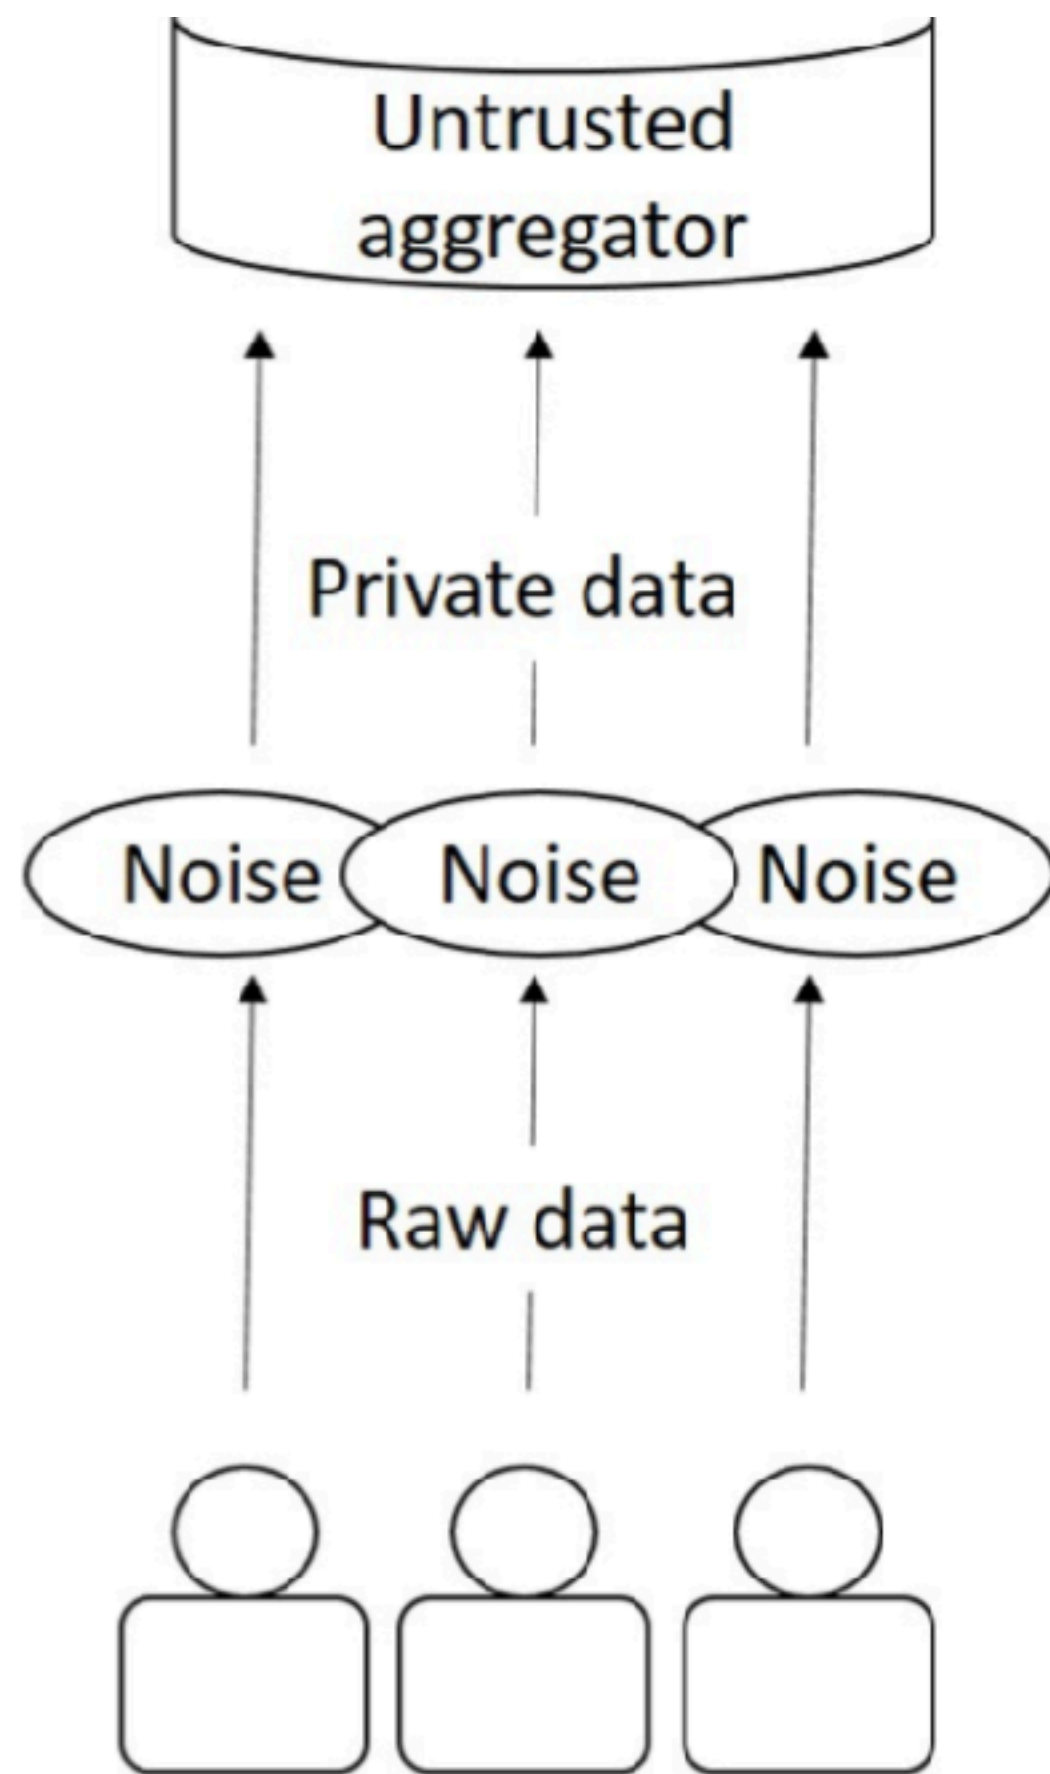 Untrusted
aggregator
Private data
Noise Noise Noise
Raw data